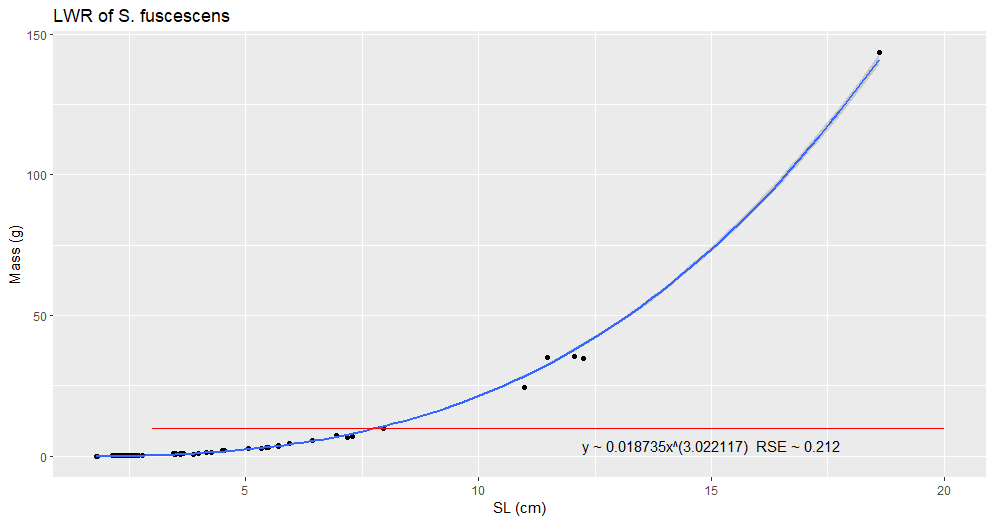 LWR of S. fuscescens
150
100
50
0
Mass (g)
y ~ 0.018735x^(3.022117)  RSE ~ 0.212
5 10 15 20
SL (cm)